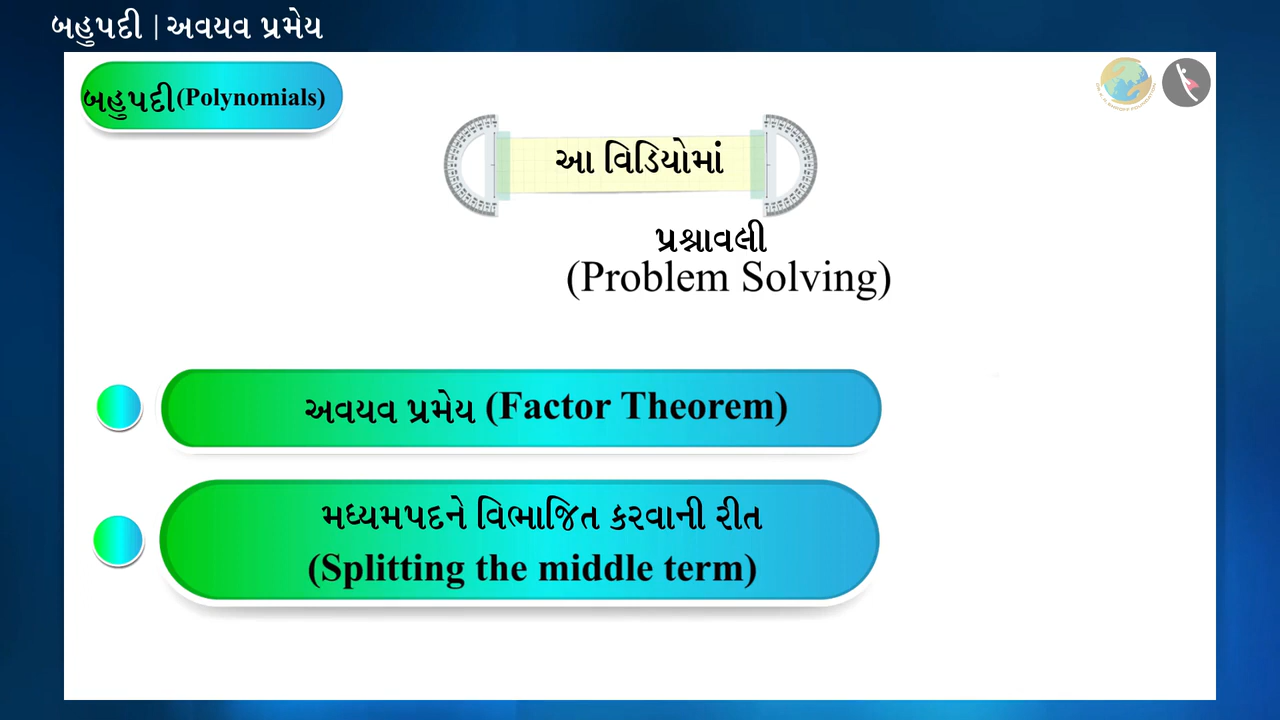 બહુપદી | અવયવ પ્રમેય
બહુપદી(Polynomials)
આ વિડિયોમાં
પ્રશ્નાવલી
(Problem Solving)
અવયવ પ્રમેય (Factor Theorem)
મધ્યમપદને વિભાજિત કરવાની રીત
(Splitting the middle term)